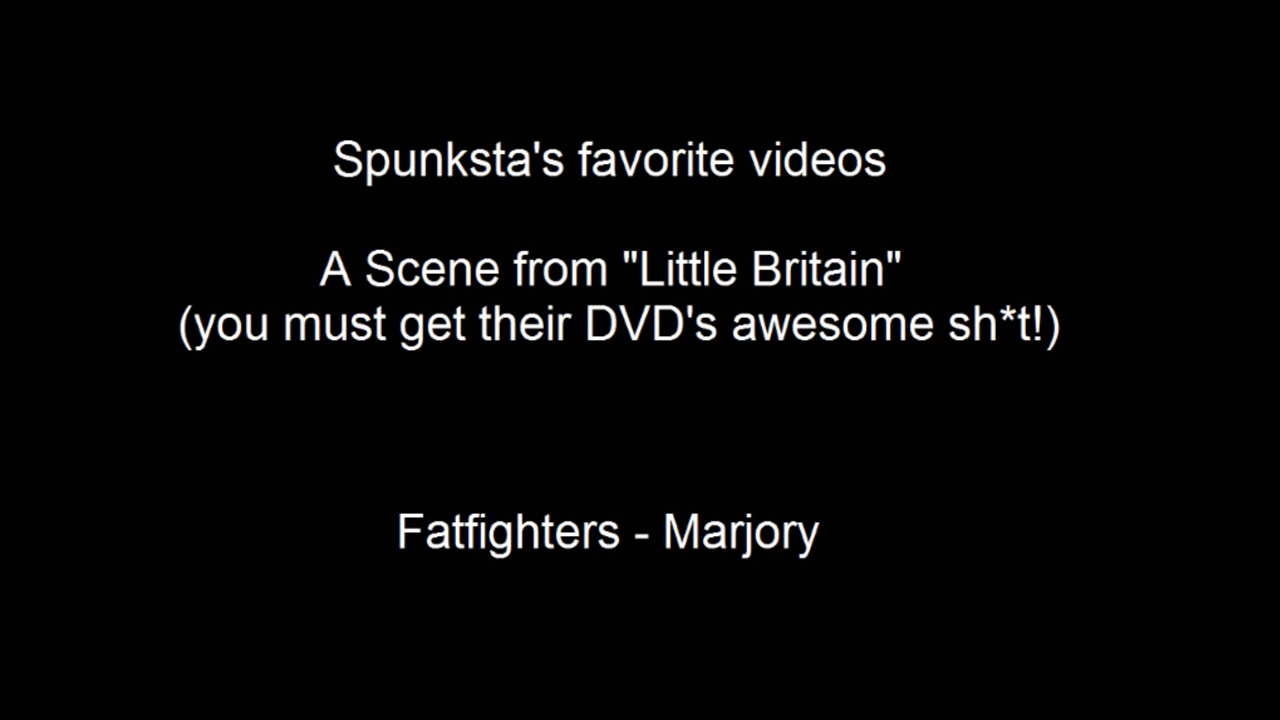 Spunksta's favorite videos
A Scene from "Little Britain"
(you must get their DVD's awesome sh*t!)
Fatfighters - Marjory